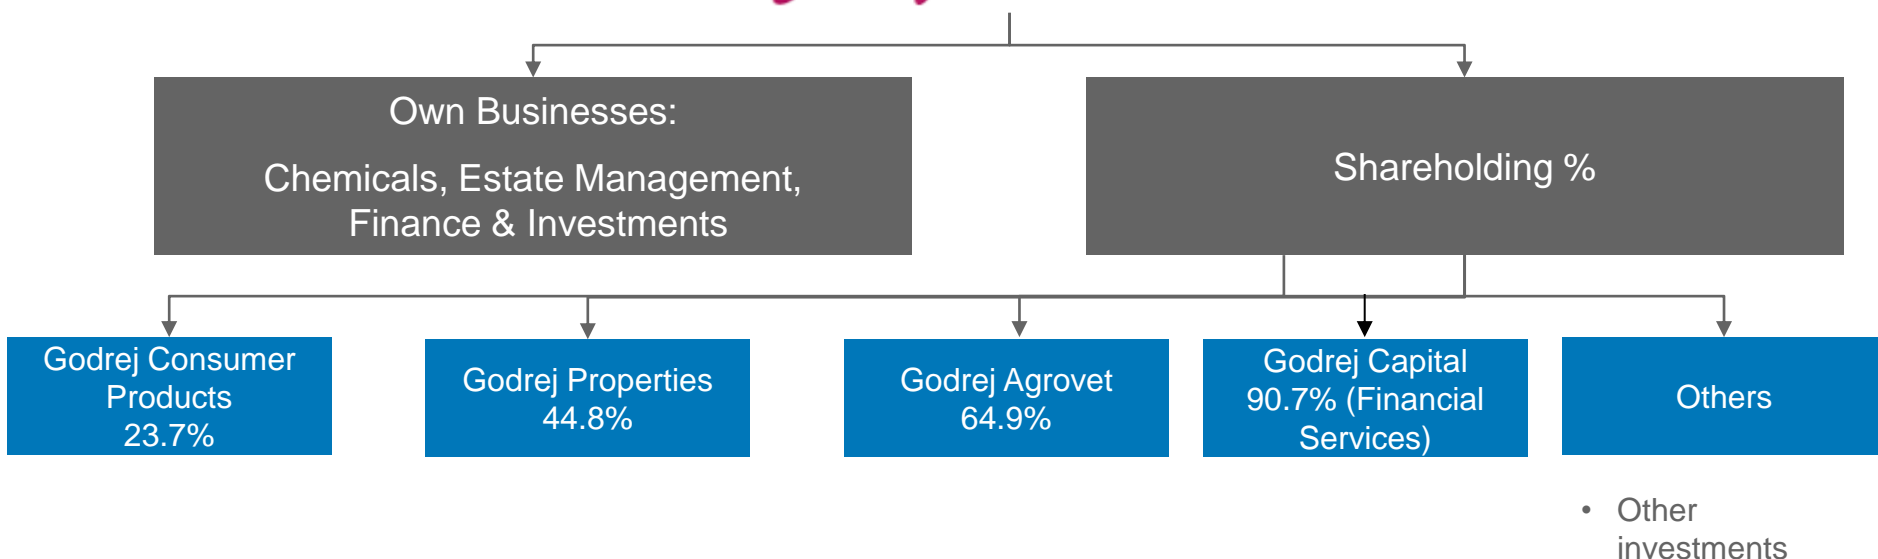 Own Businesses:
Chemicals, Estate Management,
Finance & Investments
Shareholding %
Godrej Consumer
Products
23.7%
Godrej Properties
44.8%
Godrej Agrovet
64.9%
Godrej Capital
90.7% (Financial
Services)
Others
• Other
investments